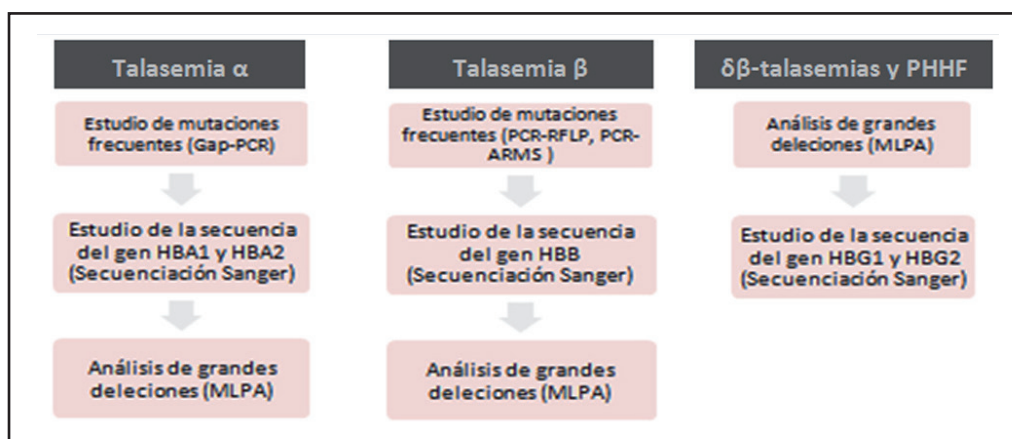 Talasemia α
Estudio de mutaciones
frecuentes (Gap-PCR)
Estudio de la secuencia
del gen HBA1 y HBA2
(Secuenciación Sanger)
Análisis de grandes
deleciones (MLPA)
Talasemia β
Estudio de mutaciones
frecuentes (PCR-RFLP, PCR-
ARMS )
Estudio de la secuencia
del gen HBB
(Secuenciación Sanger)
Análisis de grandes
deleciones (MLPA)
δβ-talasemias y PHHF
Análisis de grandes
deleciones (MLPA)
Estudio de la secuencia
del gen HBG1 y HBG2
(Secuenciación Sanger)